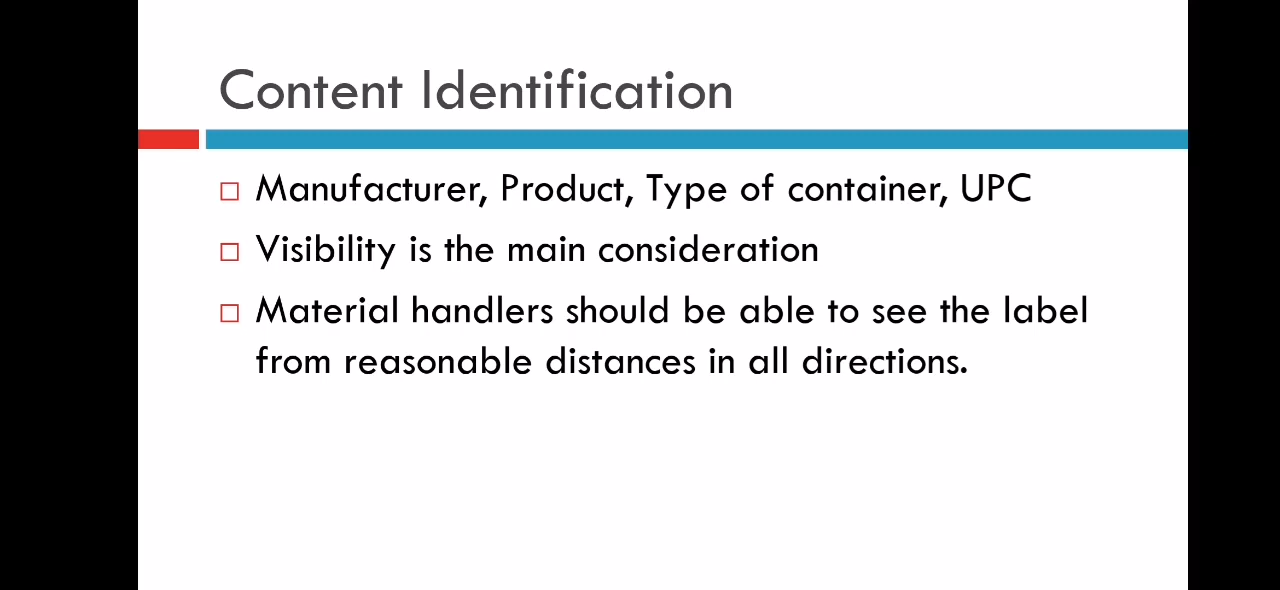 Content Identification
Manufacturer, Product, Type of container, UPC
Visibility is the main consideration
Material handlers should be able to see the label
from reasonable distances in all directions.